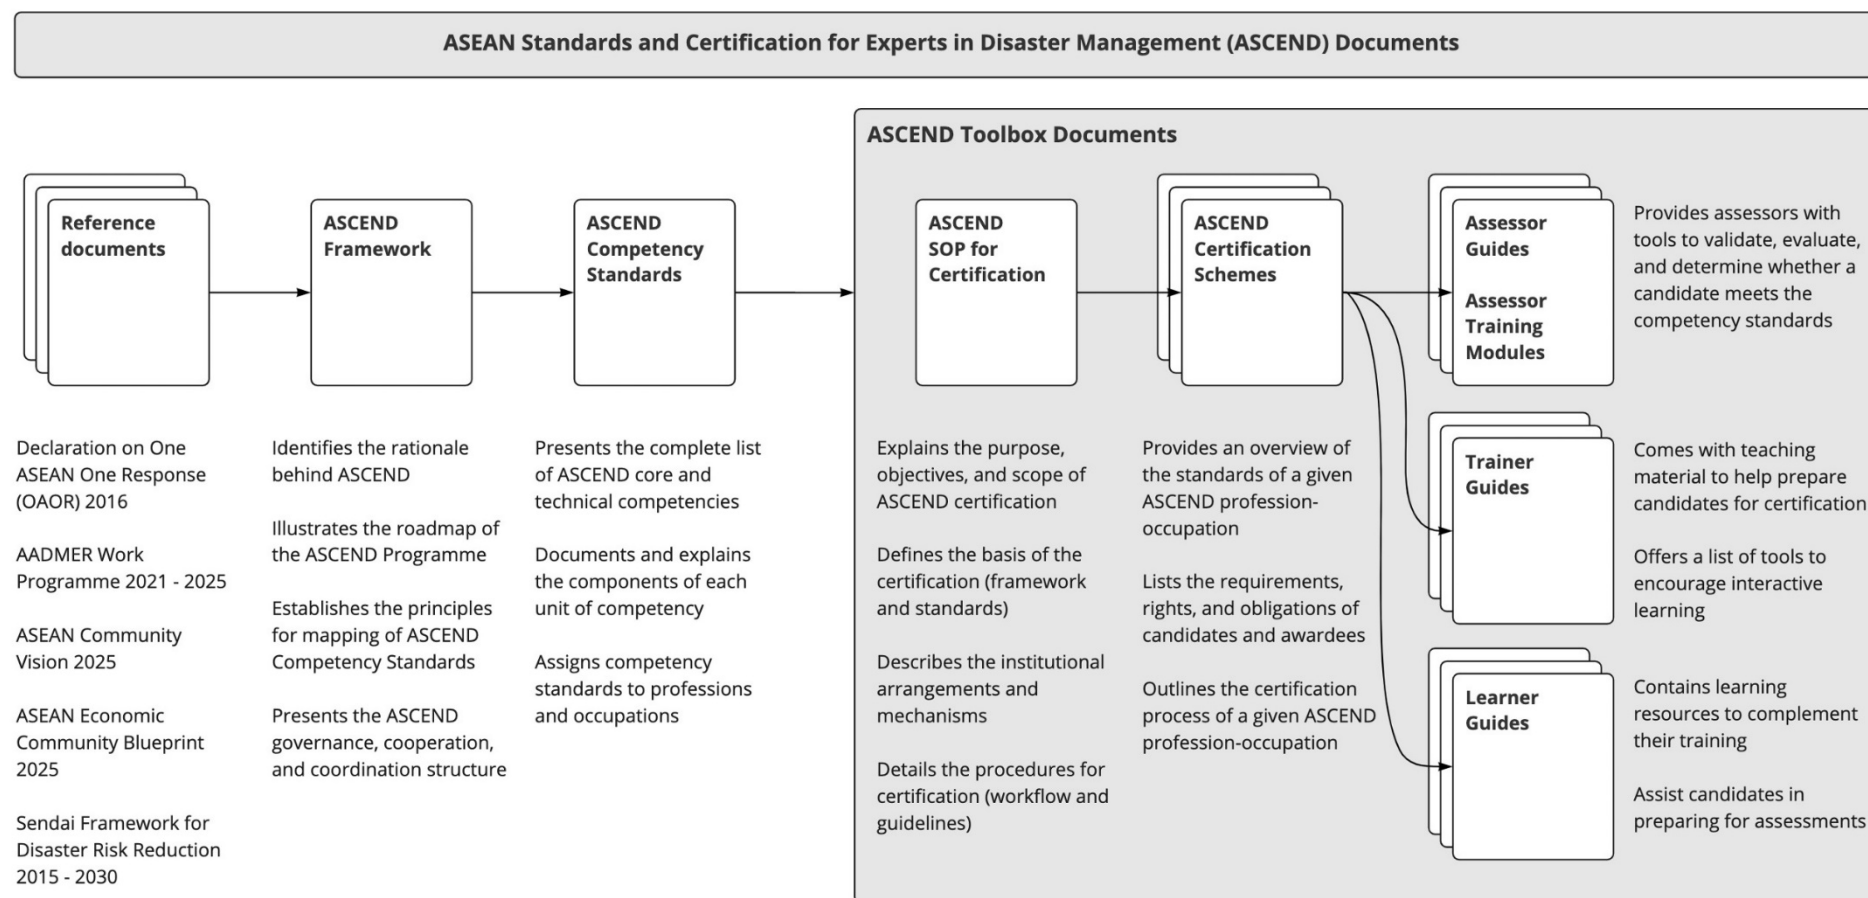 ASEAN Standards and Certification for Experts in Disaster Management (ASCEND) Documents
ASCEND Toolbox Documents
Reference
documents
ASCEND
Framework
ASCEND
Competency
Standards
ASCEND
SOP for
Certification
ASCEND
Certification
Schemes
Assessor
Guides
Assessor
Training
Modules
Provides assessors with
tools to validate, evaluate,
and determine whether a
candidate meets the
competency standards
Declaration on One
ASEAN One Response
(OAOR) 2016
AADMER Work
Programme 2021 - 2025
ASEAN Community
Vision 2025
ASEAN Economic
Community Blueprint
2025
Sendai Framework for
Disaster Risk Reduction
2015 - 2030
Identifies the rationale
behind ASCEND
Illustrates the roadmap of
the ASCEND Programme
Establishes the principles
for mapping of ASCEND
Competency Standards
Presents the ASCEND
governance, cooperation,
and coordination structure
Presents the complete list
of ASCEND core and
technical competencies
Documents and explains
the components of each
unit of competency
Assigns competency
standards to professions
and occupations
Explains the purpose,
objectives, and scope of
ASCEND certification
Defines the basis of the
certification (framework
and standards)
Describes the institutional
arrangements and
mechanisms
Details the procedures for
certification (workflow and
guidelines)
Provides an overview of
the standards of a given
ASCEND profession-
occupation
Lists the requirements,
rights, and obligations of
candidates and awardees
Outlines the certification
process of a given ASCEND
profession-occupation
Trainer
Guides
Comes with teaching
material to help prepare
candidates for certification
Offers a list of tools to
encourage interactive
learning
Learner
Guides
Contains learning
resources to complement
their training
Assist candidates in
preparing for assessments